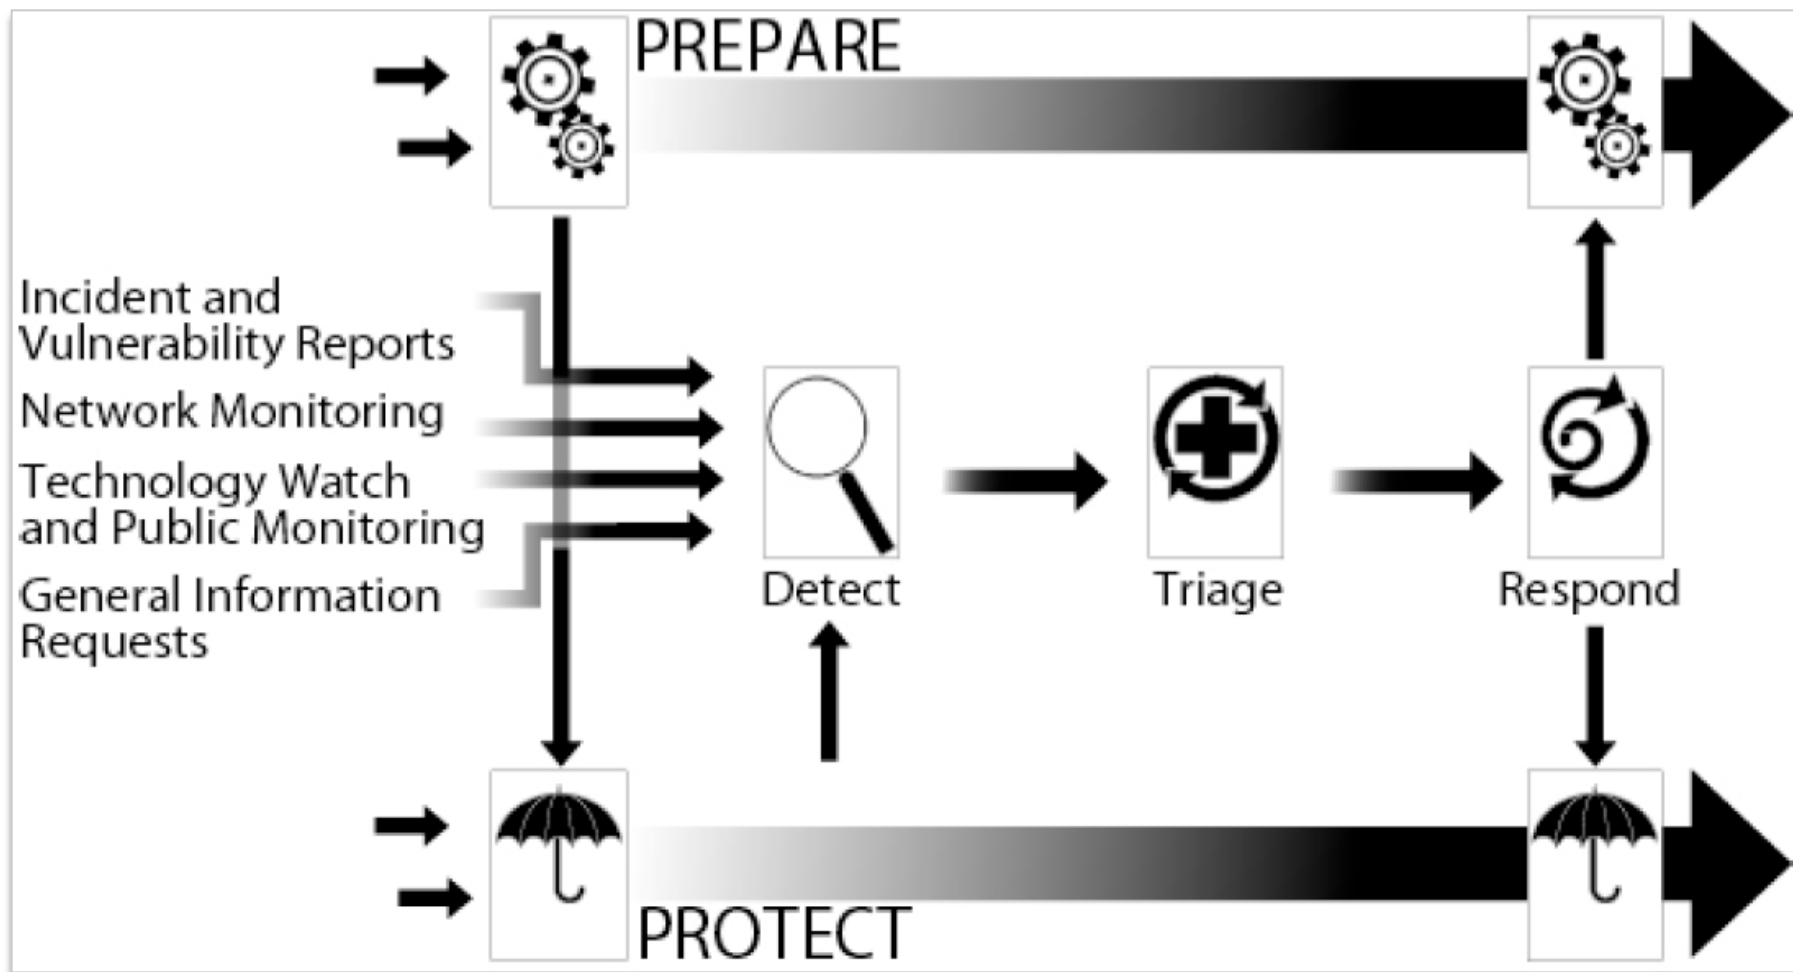 PREPARE
Incident and
Vulnerability Reports
Network Monitoring
Technology Watch
and Public Monitoring
General Information
Requests
Detect
Triage
Respond
PROTECT